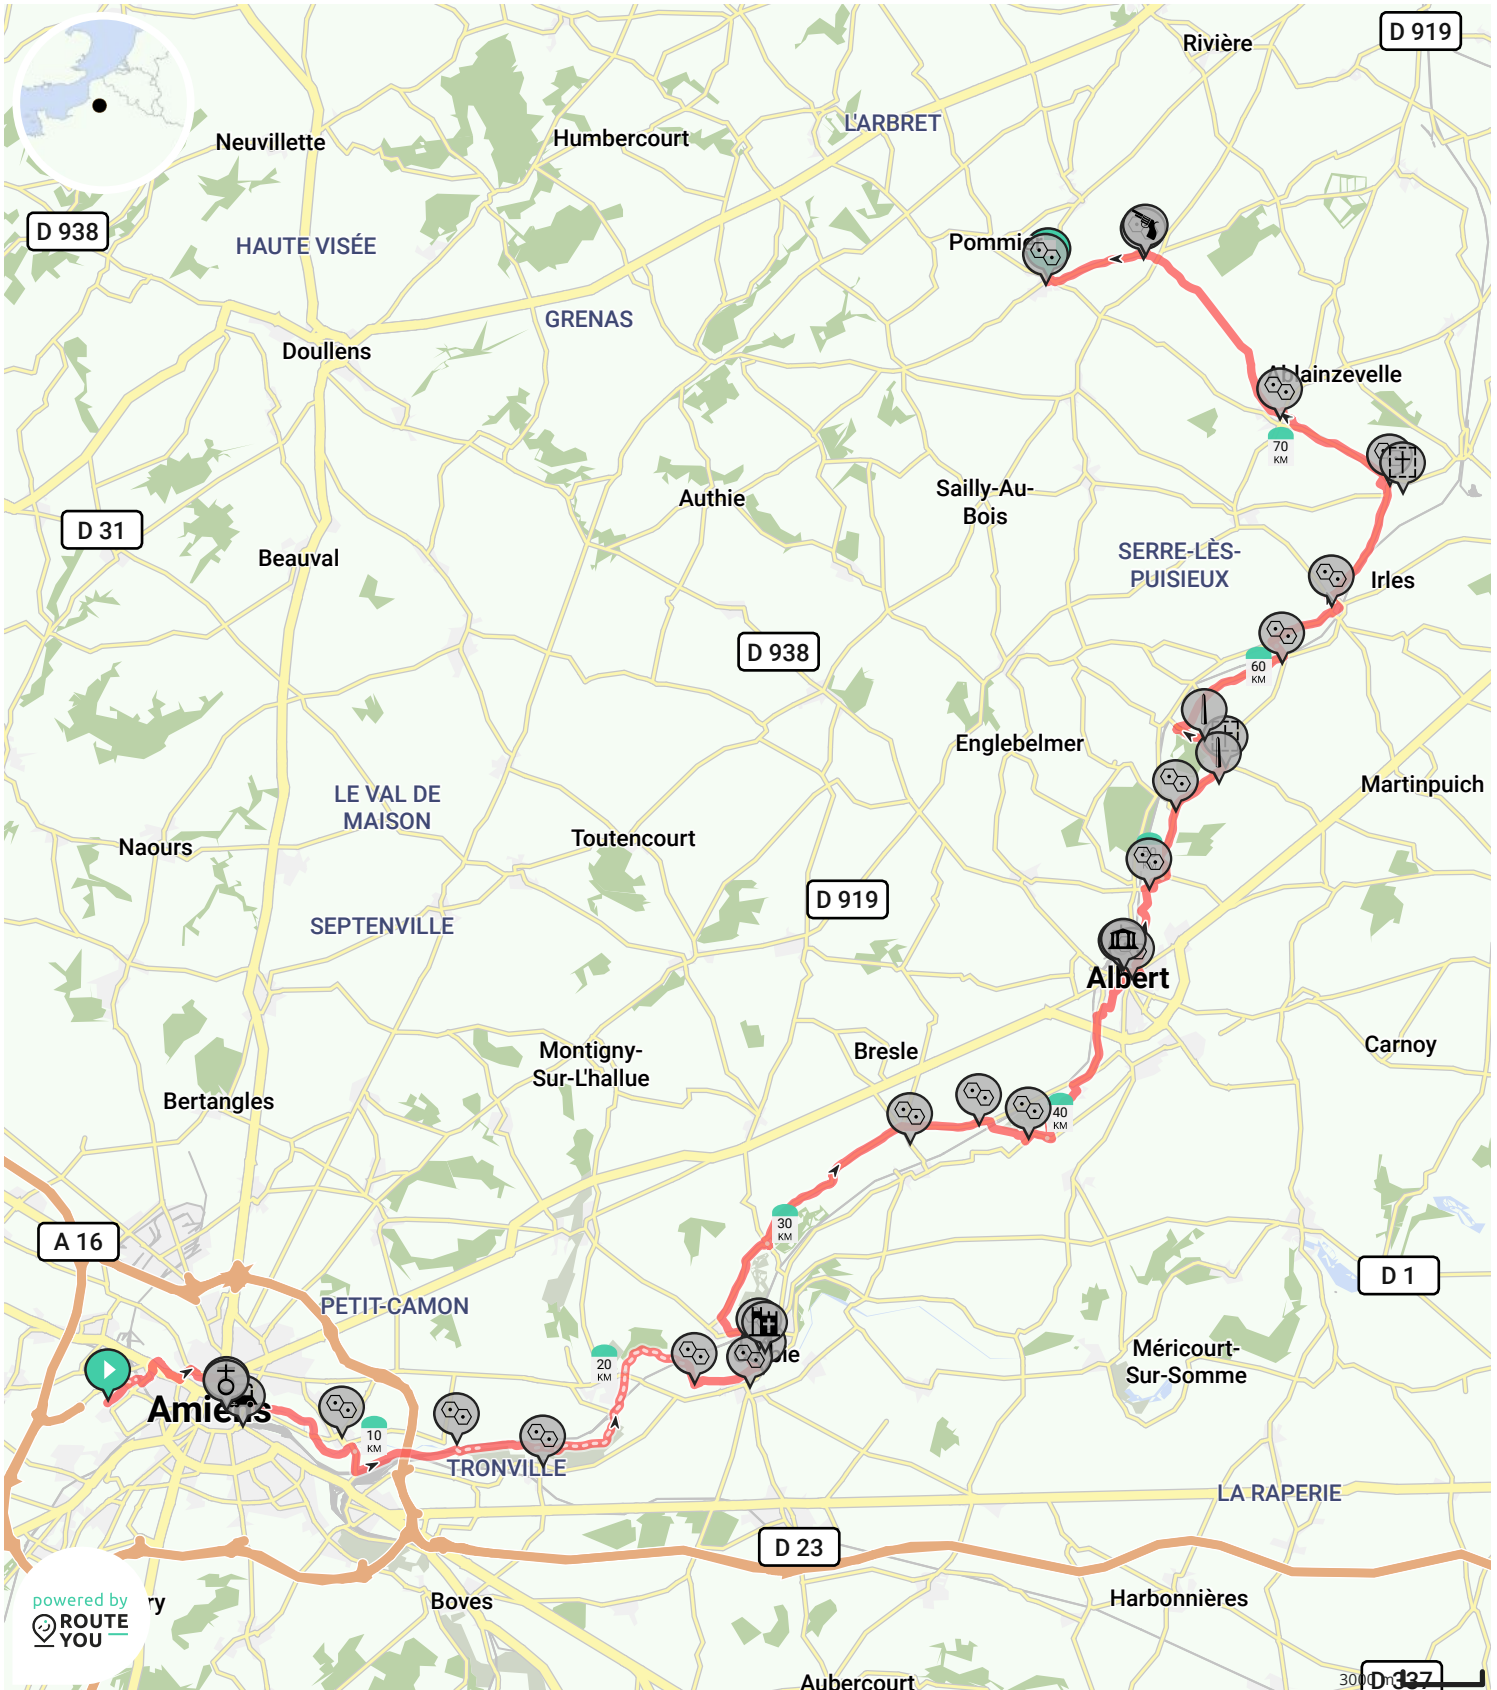 Rivière
D 919
L'ARBRET
Neuvillette
Humbercourt
D 938
HAUTE VISÉE
GRENAS
Doullens
Ablainzevelle
70
KM
Authie
Sailly-Au-
Bois
D 31
Beauval
SERRE-LÈS-
PUISIEUX
Irles
D 938
60
KM
Englebelmer
Martinpuich
LE VAL DE
MAISON
Naours
Toutencourt
D 919
SEPTENVILLE
Albert
Montigny-
Sur-L'hallue
Bresle
Carnoy
Bertangles
40
KM
30
KM
A 16
D 1
PETIT-CAMON
Méricourt-
Sur-Somme
20
KM
Amiens
10
KM
TRONVILLE
LA RAPERIE
D 23
powered by
ROUTE
YOU
Boves
Harbonnières
Aubercourt
3000 m
D 337